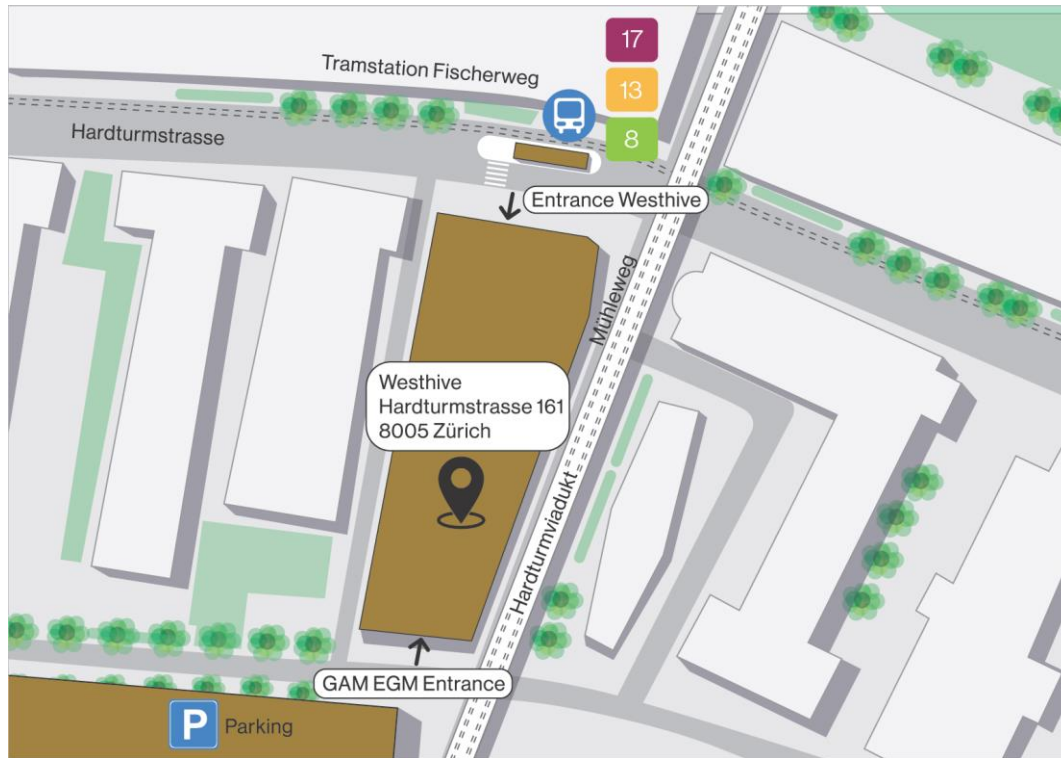 17
Tramstation Fischerweg
13
8
Hardturmstrasse
Entrance Westhive
Mühleweg
Westhive
Hardturmstrasse 161
8005 Zürich
Hardturmviadukt
GAM EGM Entrance
P Parking